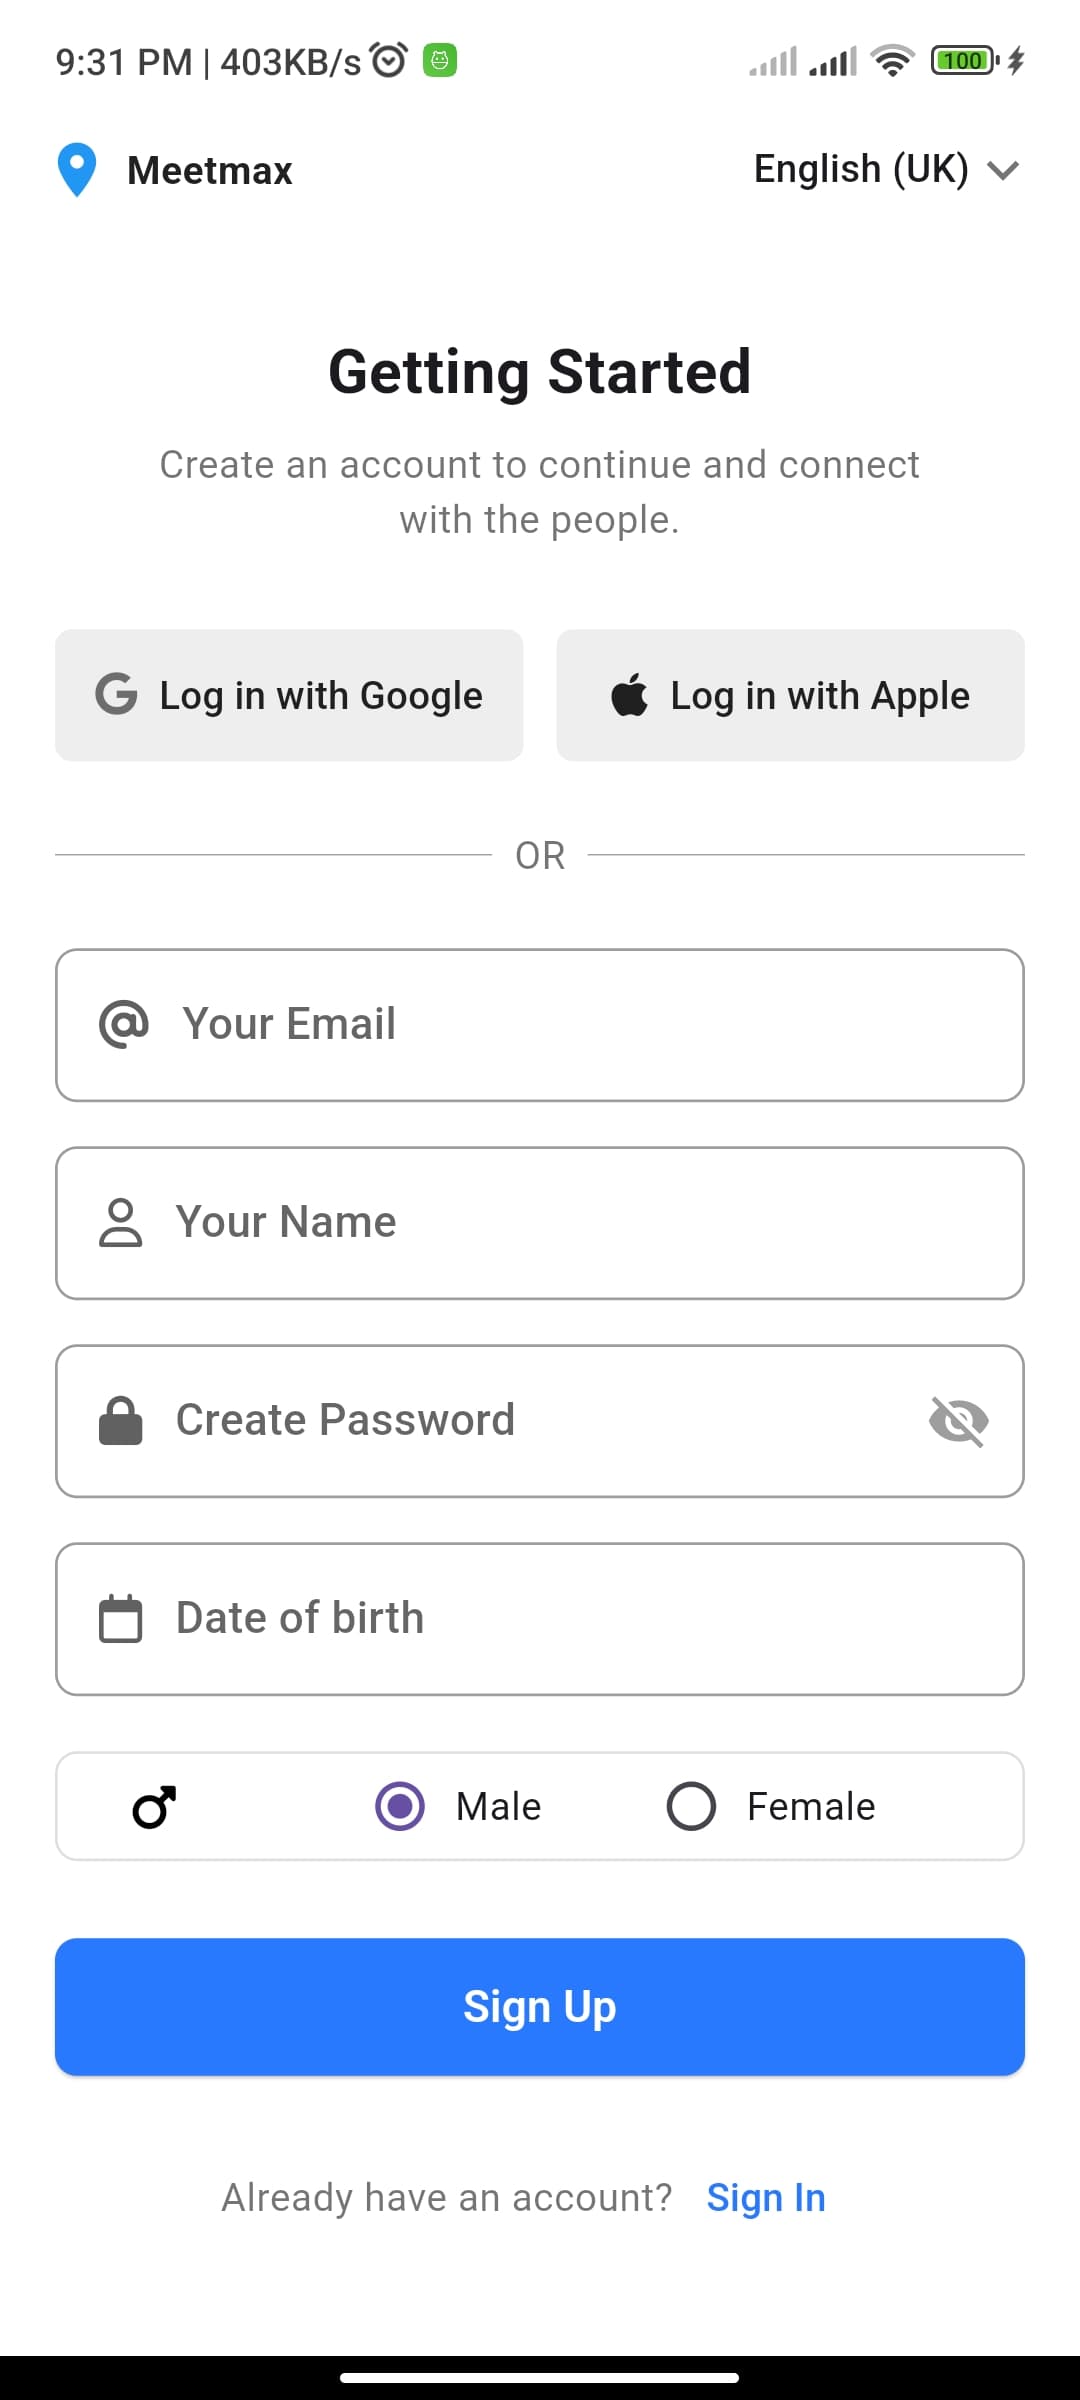 9:31 PM | 403KB/s 100
Meetmax English (UK)
Getting Started
Create an account to continue and connect
with the people.
Log in with Google Log in with Apple
OR
Your Email
Your Name
Create Password
Date of birth
Male Female
Sign Up
Already have an account? Sign In